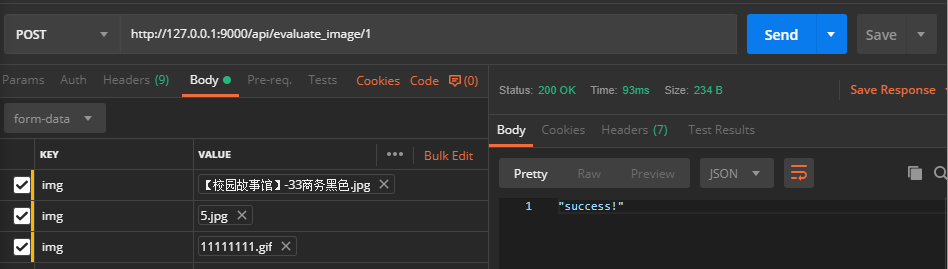 POST http://127.0.0.1:9000/api/evaluate_image/1 Send Save
Params Auth Headers (9) Body Pre-req. Tests Cookies Code (0)
form-data
KEY VALUE ••• Bulk Edit
img 【校园故事馆】-33商务黑色.jpg
img 5.jpg
img 11111111.gif
Status: 200 OK Time: 93ms Size: 234 B Save Response
Body Cookies Headers (7) Test Results
Pretty Raw Preview JSON
1 "success!"